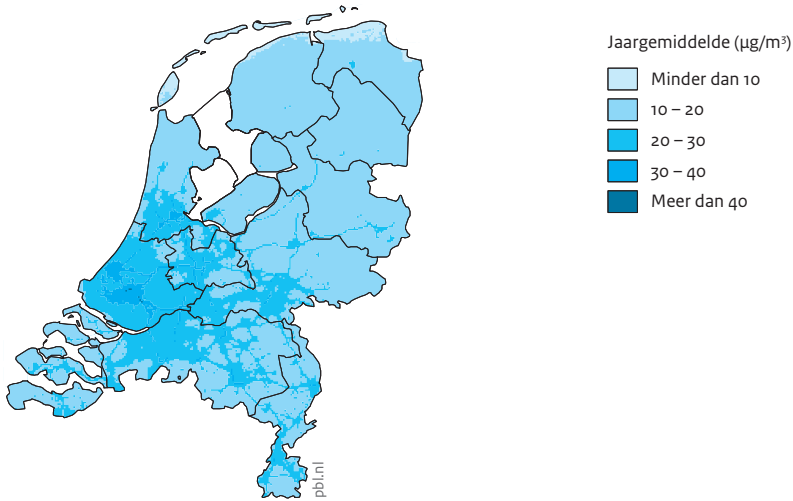 Jaargemiddelde (µg/m³)
Minder dan 10
10 – 20
20 – 30
30 – 40
Meer dan 40
pbl.nl